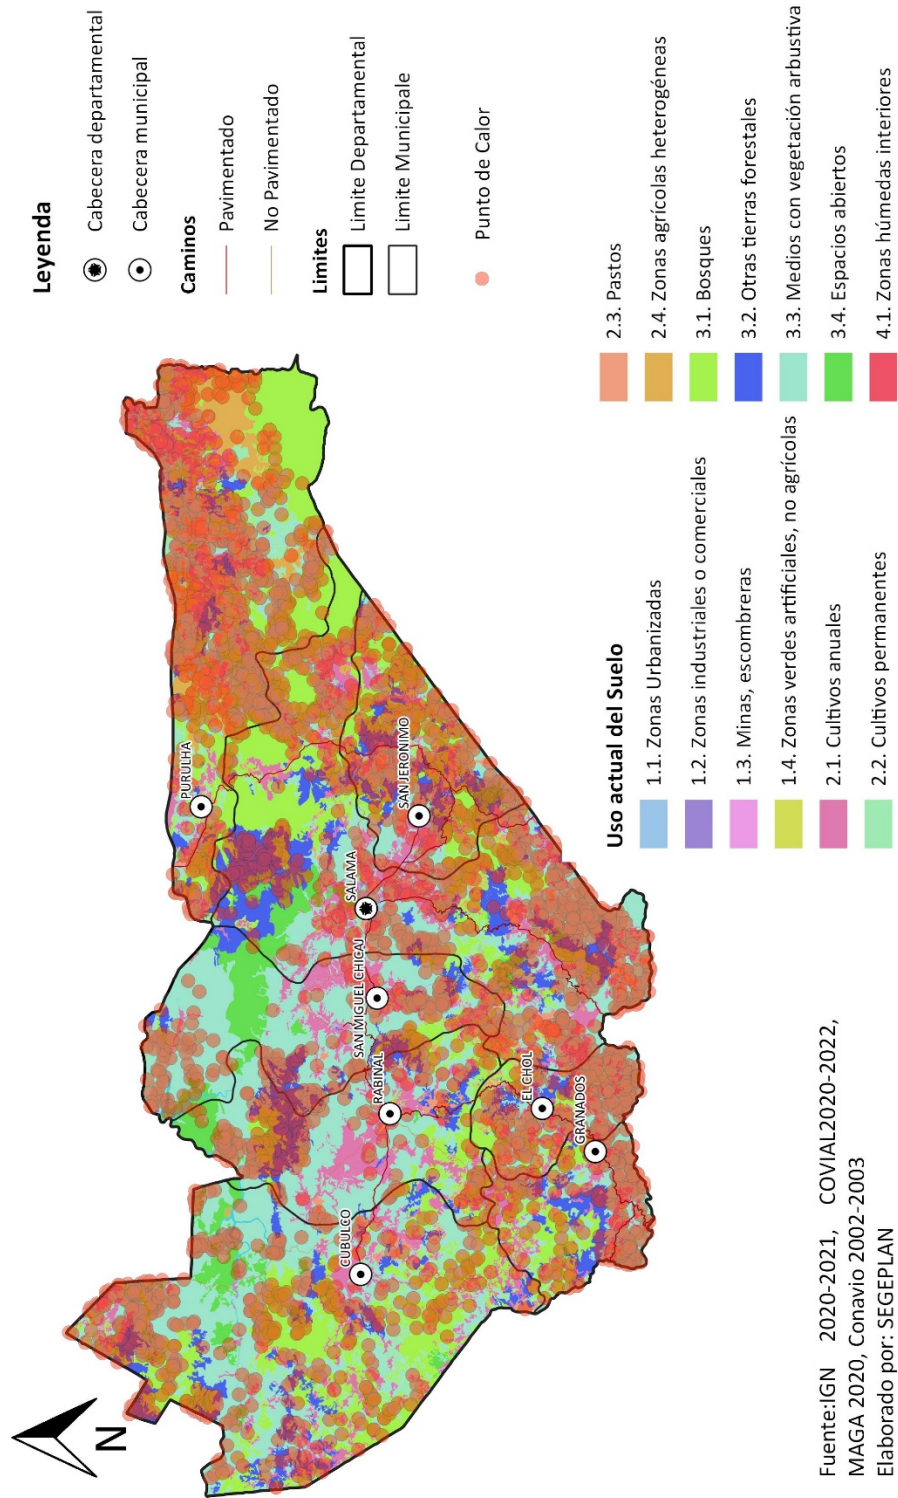 N
PURULHA
SALAMA
SAN JERONIMO
SAN MIGUEL CHICAJ
RABINAL
CUBULCO
EL CHOL
GRANADOS
Leyenda
Cabecera departamental
Cabecera municipal
Caminos
Pavimentado
No Pavimentado
Limites
Limite Departamental
Limite Municipale
Punto de Calor
Uso actual del Suelo
1.1. Zonas Urbanizadas
1.2. Zonas industriales o comerciales
1.3. Minas, escombreras
1.4. Zonas verdes artificiales, no agrícolas
2.1. Cultivos anuales
2.2. Cultivos permanentes
2.3. Pastos
2.4. Zonas agrícolas heterogéneas
3.1. Bosques
3.2. Otras tierras forestales
3.3. Medios con vegetación arbustiva
3.4. Espacios abiertos
4.1. Zonas húmedas interiores
Fuente:IGN 2020-2021, COVIAL2020-2022,
MAGA 2020, Conavio 2002-2003
Elaborado por: SEGEPLAN